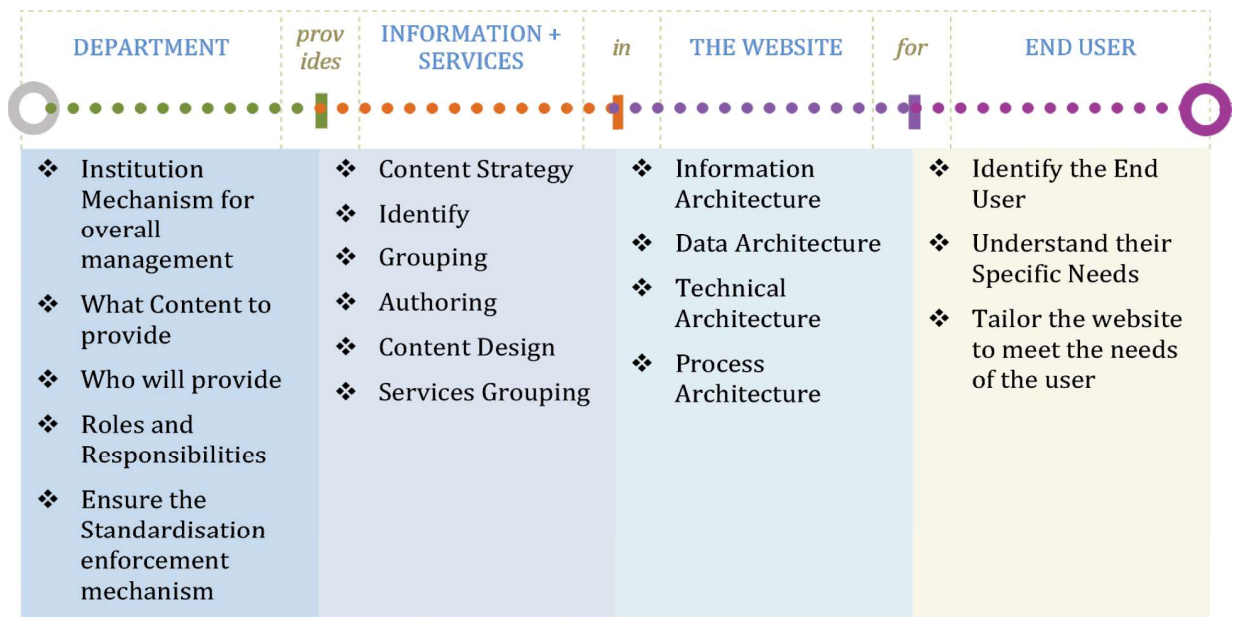 DEPARTMENT
prov
ides
INFORMATION +
SERVICES
in
THE WEBSITE
for
END USER
❖ Institution
Mechanism for
overall
management
❖ What Content to
provide
❖ Who will provide
❖ Roles and
Responsibilities
❖ Ensure the
Standardisation
enforcement
mechanism
❖ Content Strategy
❖ Identify
❖ Grouping
❖ Authoring
❖ Content Design
❖ Services Grouping
❖ Information
Architecture
❖ Data Architecture
❖ Technical
Architecture
❖ Process
Architecture
❖ Identify the End
User
❖ Understand their
Specific Needs
❖ Tailor the website
to meet the needs
of the user